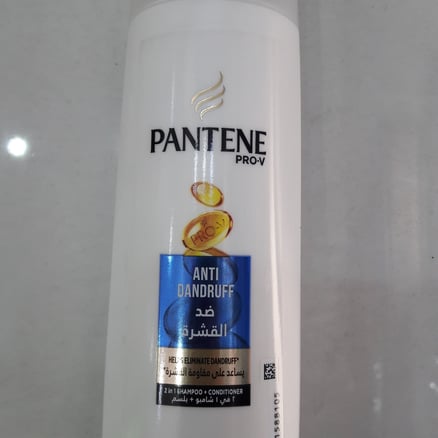 PANTENE
PRO-V
PRO-V
ANTI
DANDRUFF
ضد
القشرة
HELPS ELIMINATE DANDRUFF*
يساعد على مقاومة القشرة*
2 in 1 SHAMPOO + CONDITIONER
٢ في ١ شامبو + بلسم